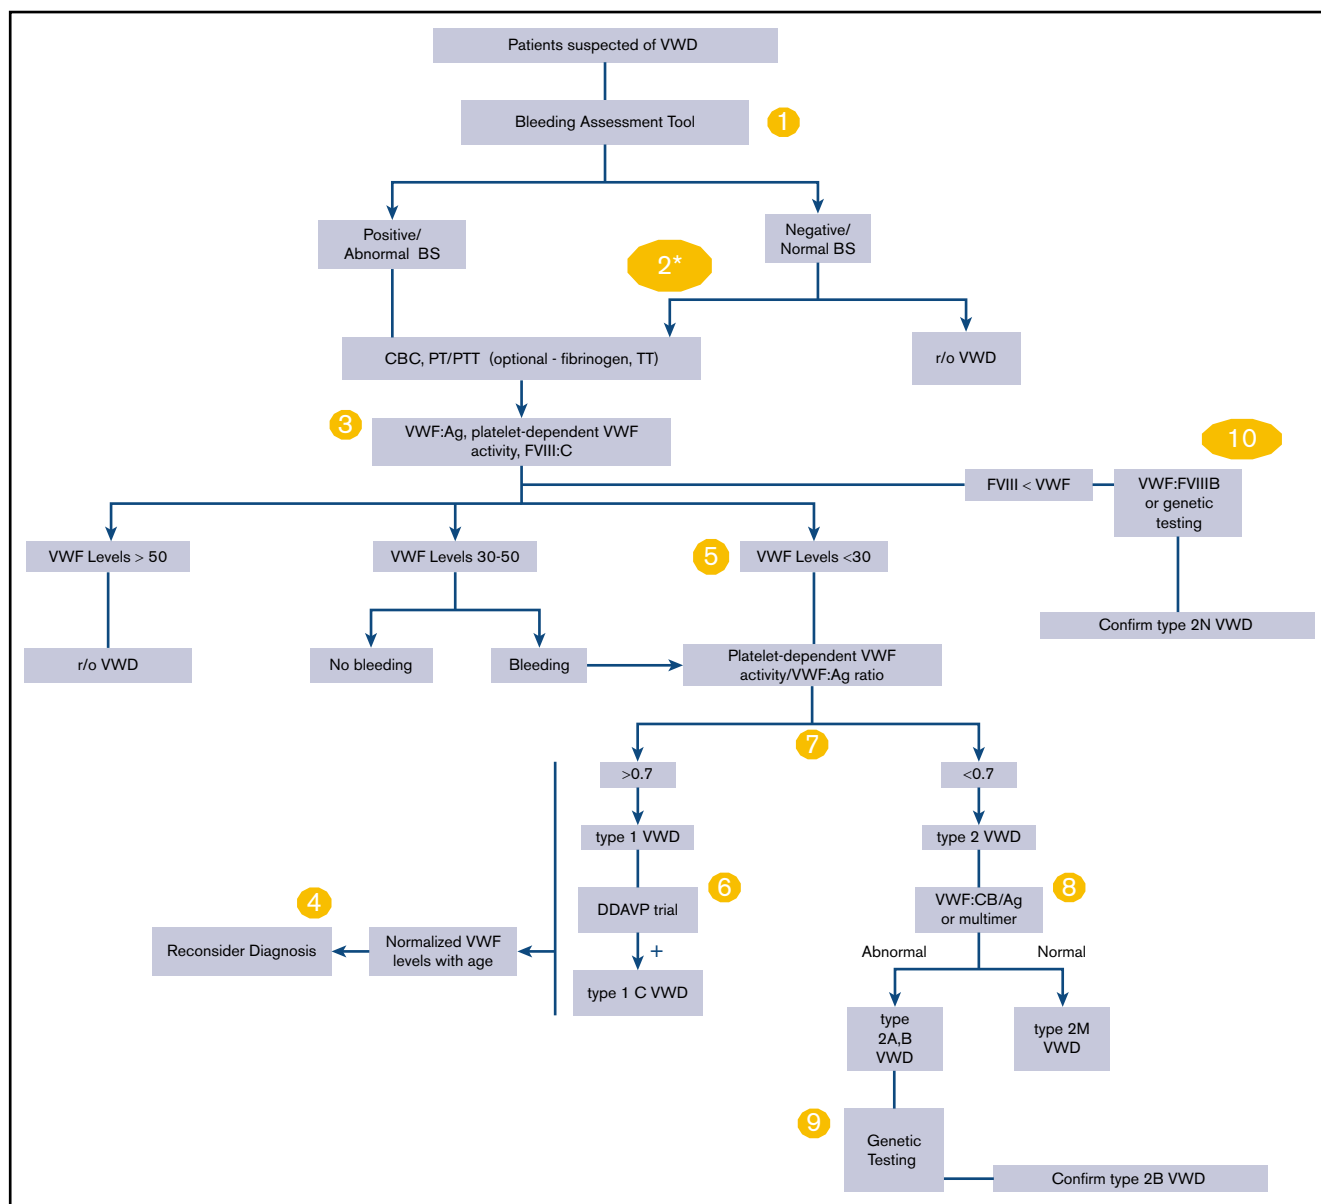 Patients suspected of VWD
Bleeding Assessment Tool
1
Positive/
Abnormal BS
Negative/
Normal BS
2*
CBC, PT/PTT (optional - fibrinogen, TT)
r/o VWD
3
VWF:Ag, platelet-dependent VWF
activity, FVIII:C
10
FVIII < VWF
VWF:FVIIIB
or genetic
testing
VWF Levels > 50
VWF Levels 30-50
5
VWF Levels <30
Confirm type 2N VWD
r/o VWD
No bleeding
Bleeding
Platelet-dependent VWF
activity/VWF:Ag ratio
7
>0.7
<0.7
type 1 VWD
type 2 VWD
6
DDAVP trial
8
VWF:CB/Ag
or multimer
4
Reconsider Diagnosis
Normalized VWF
levels with age
+
Abnormal
Normal
type 1 C VWD
type
2A,B
VWD
type 2M
VWD
9
Genetic
Testing
Confirm type 2B VWD